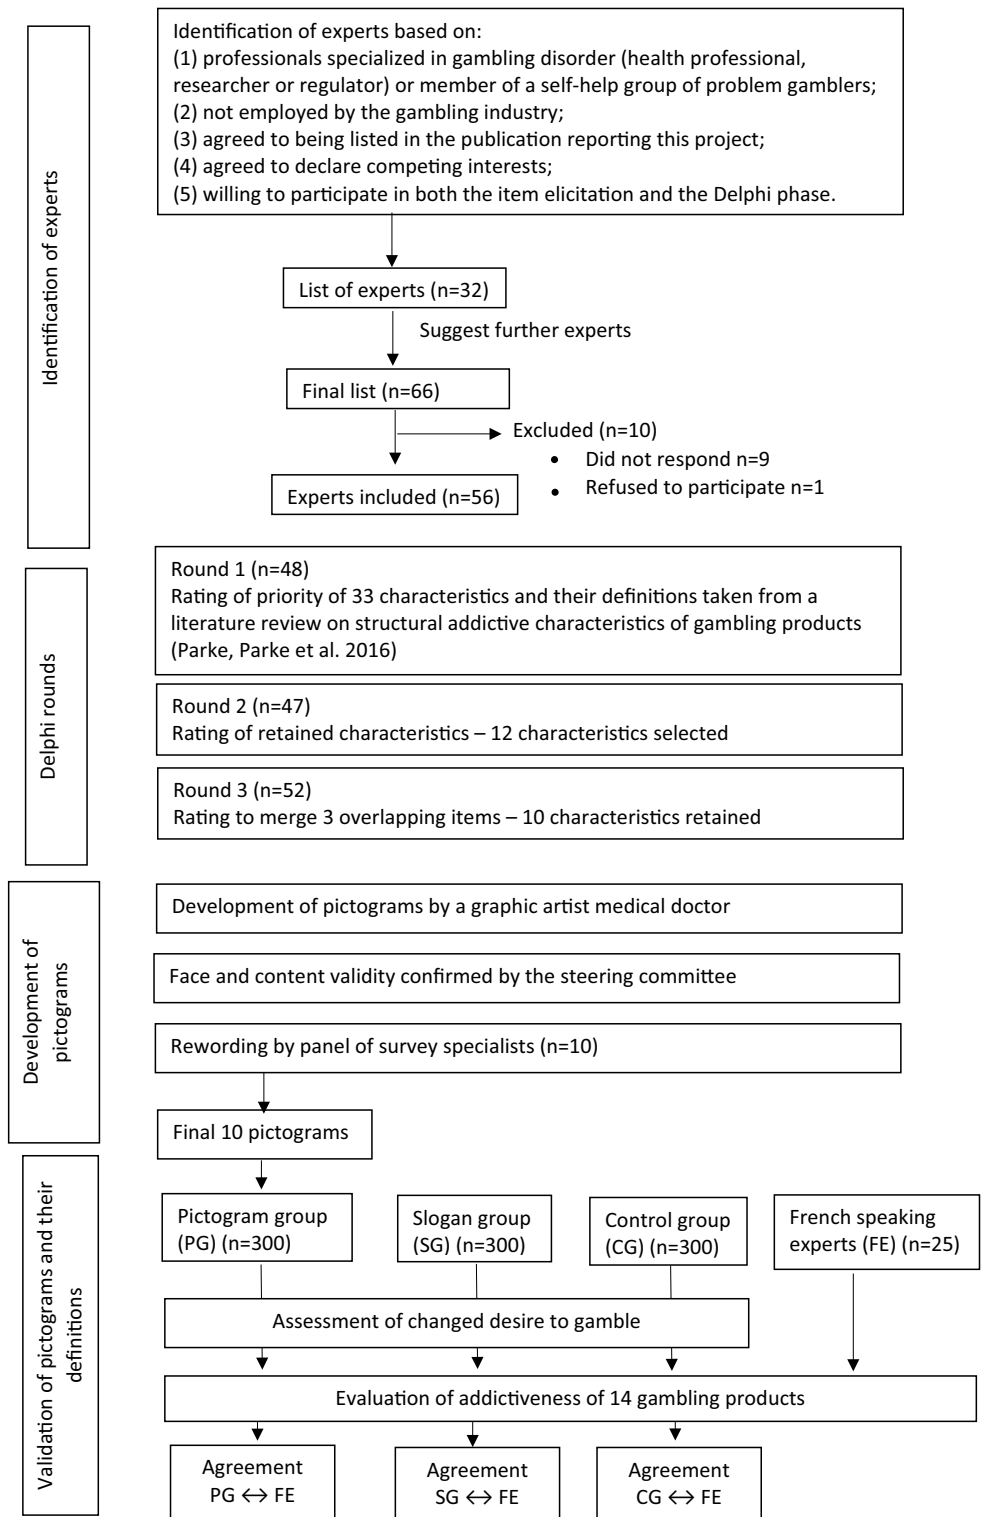 Identification of experts
Identification of experts based on:
(1) professionals specialized in gambling disorder (health professional,
researcher or regulator) or member of a self-help group of problem gamblers;
(2) not employed by the gambling industry;
(3) agreed to being listed in the publication reporting this project;
(4) agreed to declare competing interests;
(5) willing to participate in both the item elicitation and the Delphi phase.
List of experts (n=32)
Suggest further experts
Final list (n=66)
Excluded (n=10)
• Did not respond n=9
• Refused to participate n=1
Experts included (n=56)
Delphi rounds
Round 1 (n=48)
Rating of priority of 33 characteristics and their definitions taken from a
literature review on structural addictive characteristics of gambling products
(Parke, Parke et al. 2016)
Round 2 (n=47)
Rating of retained characteristics – 12 characteristics selected
Round 3 (n=52)
Rating to merge 3 overlapping items – 10 characteristics retained
Development of
pictograms
Development of pictograms by a graphic artist medical doctor
Face and content validity confirmed by the steering committee
Rewording by panel of survey specialists (n=10)
Final 10 pictograms
Validation of pictograms and their
definitions
Pictogram group
(PG) (n=300)
Slogan group
(SG) (n=300)
Control group
(CG) (n=300)
French speaking
experts (FE) (n=25)
Assessment of changed desire to gamble
Evaluation of addictiveness of 14 gambling products
Agreement
PG ↔ FE
Agreement
SG ↔ FE
Agreement
CG ↔ FE